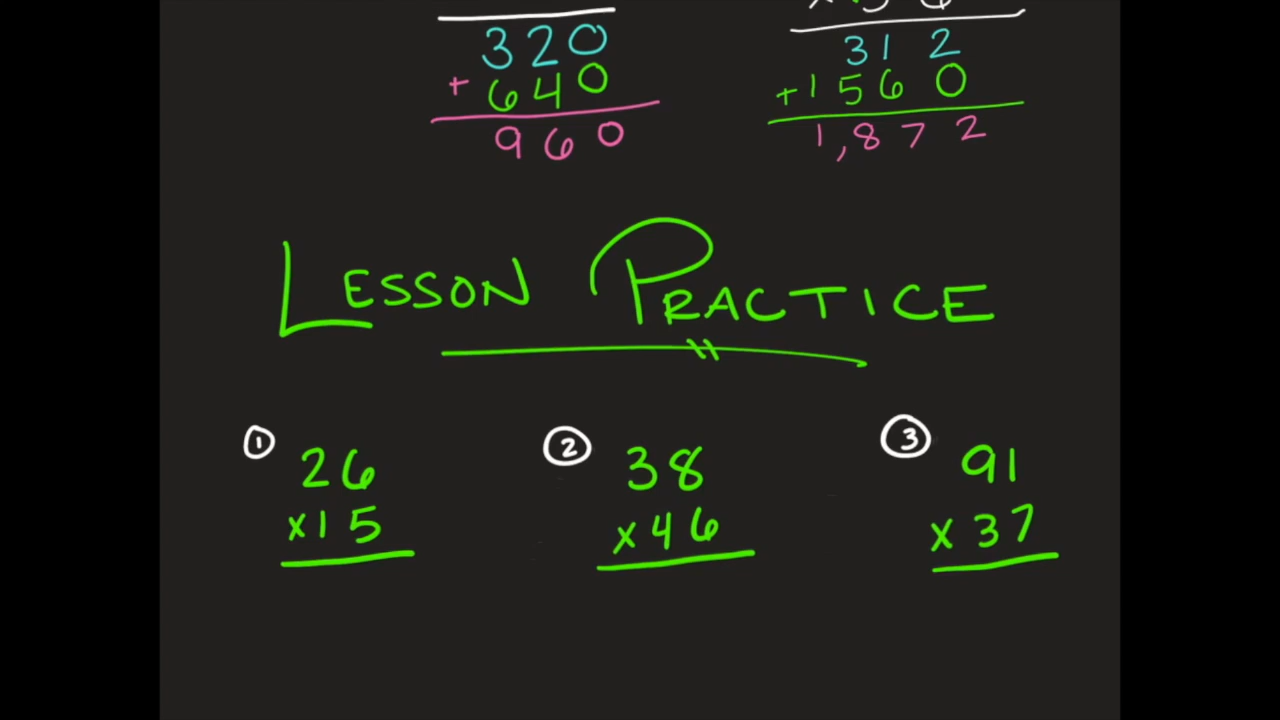 320 312
+ 640 +1560
960 1,872
LESSON PRACTICE
① ② ③
26 38 91
x15 x46 x37